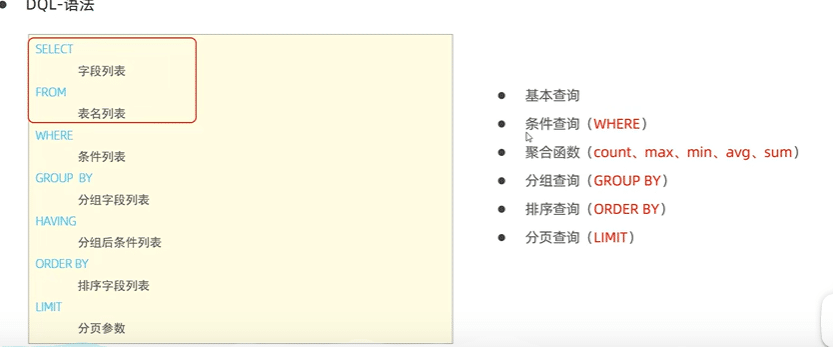 DQL-语法
SELECT
字段列表
FROM
表名列表
WHERE
条件列表
GROUP BY
分组字段列表
HAVING
分组后条件列表
ORDER BY
排序字段列表
LIMIT
分页参数
基本查询
条件查询（WHERE）
聚合函数（count、max、min、avg、sum）
分组查询（GROUP BY）
排序查询（ORDER BY）
分页查询（LIMIT）